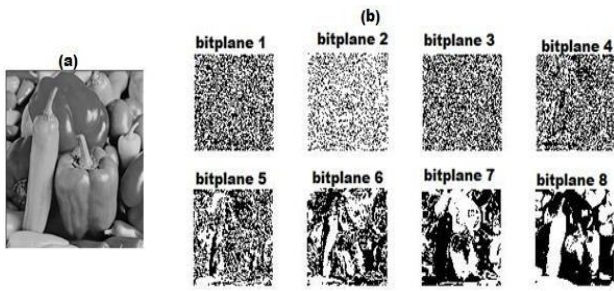 (a)
(b)
bitplane 1
bitplane 2
bitplane 3
bitplane 4
bitplane 5
bitplane 6
bitplane 7
bitplane 8